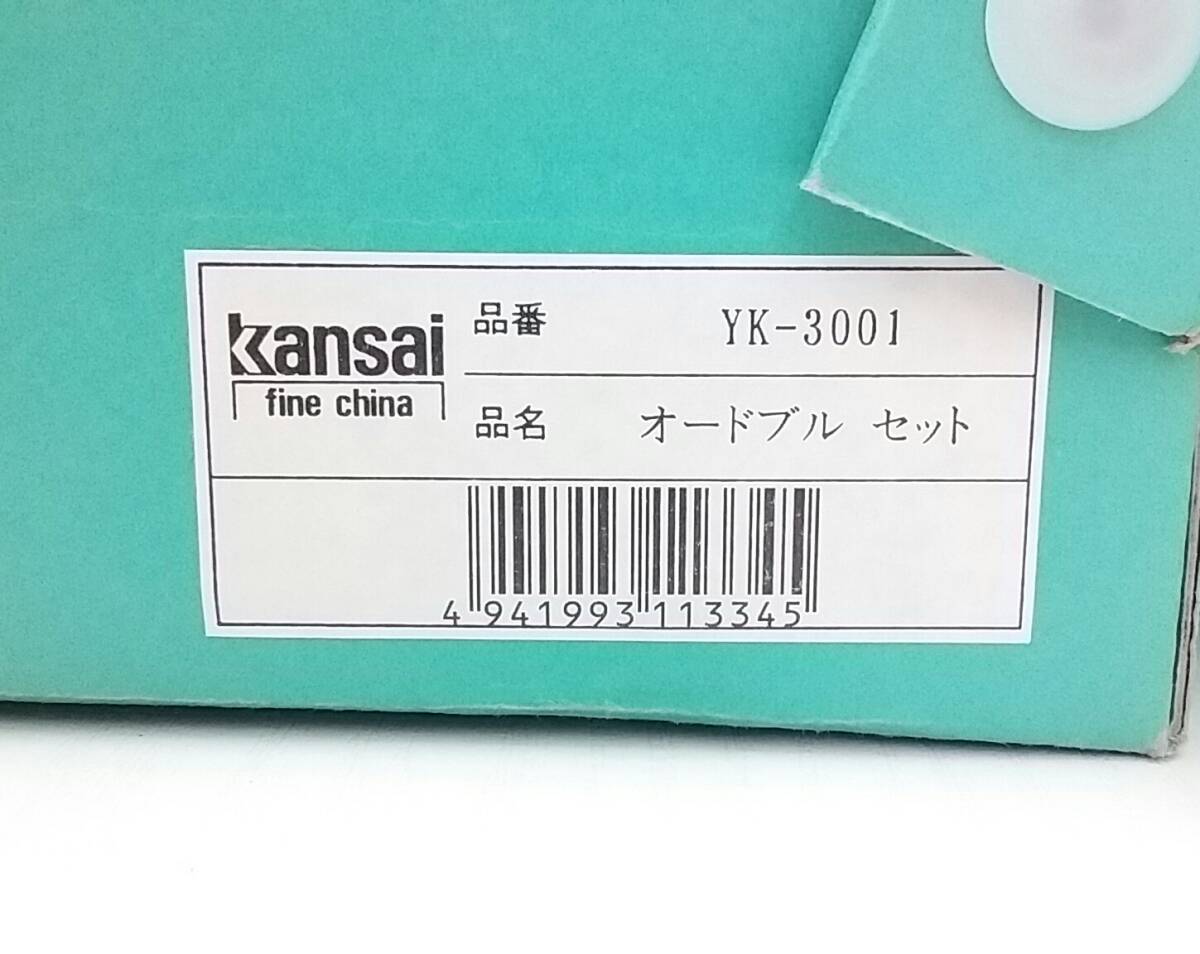 Kansai
fine china
品番 YK-3001
品名 オードブル セット
4 941993 113345